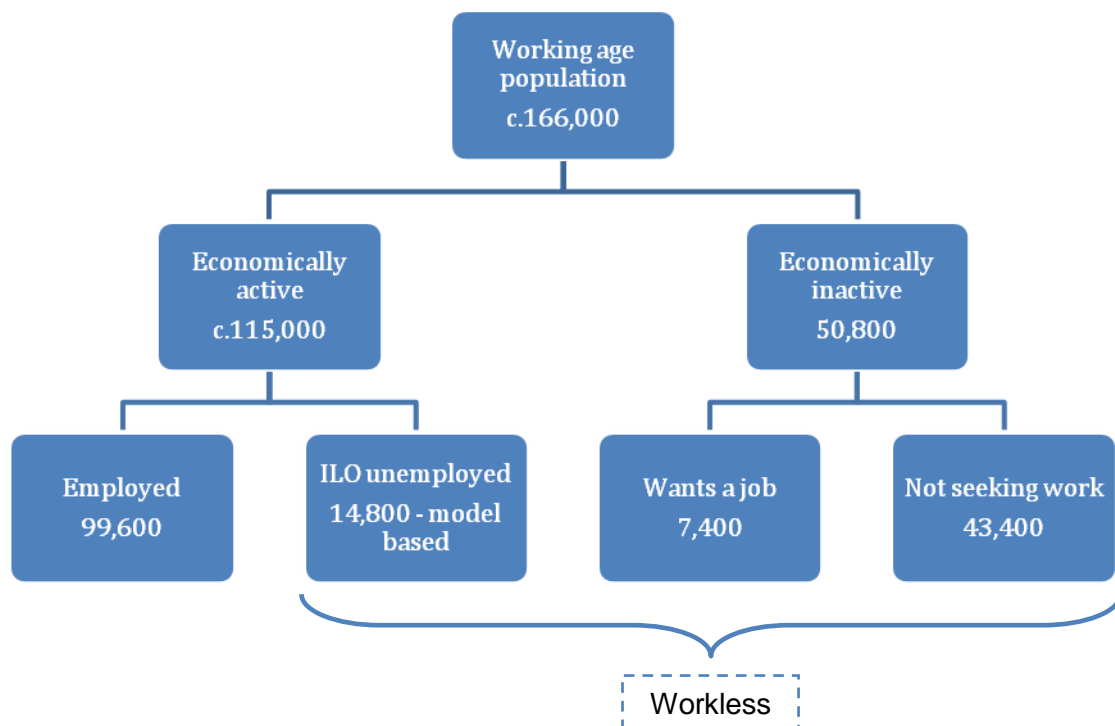 Working age
population
c.166,000
Economically
active
c.115,000
Economically
inactive
50,800
Employed
99,600
ILO unemployed
14,800 - model
based
Wants a job
7,400
Not seeking work
43,400
Workless